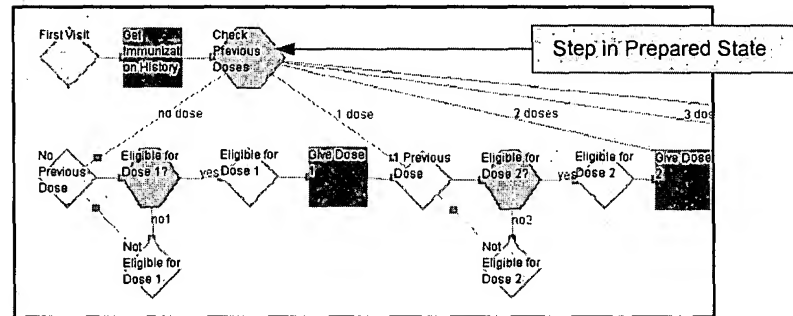 First Visit
Get
Immunizati
on History
Check
Previous
Doses
Step in Prepared State
no dose
1 dose
2 doses
3 dos
No
Previous
Dose
Eligible for
Dose 1?
yes
Eligible for
Dose 1
Give Dose
1
1 Previous
Dose
Eligible for
Dose 2?
yes
Eligible for
Dose 2
Give Dose
2
no1
no2
Not
Eligible for
Dose 1
Not
Eligible for
Dose 2